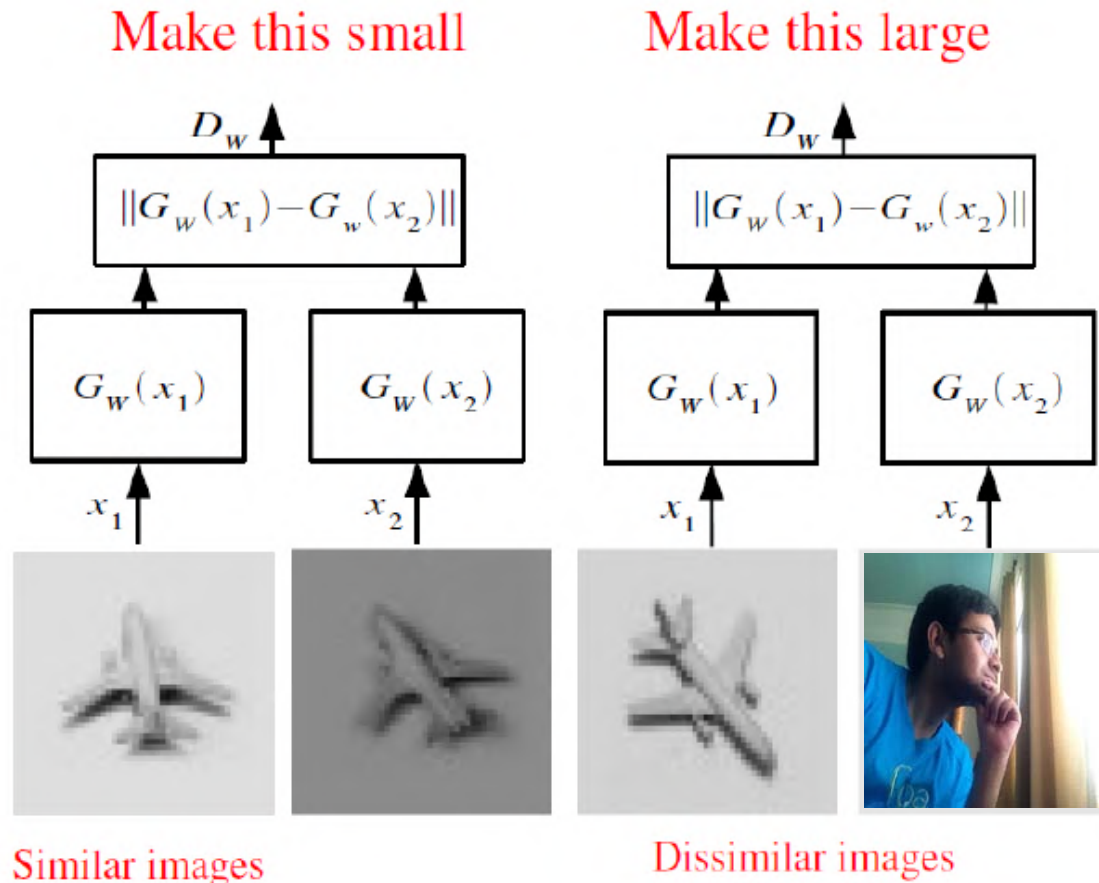 Make this small
Make this large
D_W
D_W
||G_W(x_1)−G_w(x_2)||
||G_W(x_1)−G_w(x_2)||
G_W(x_1)
G_W(x_2)
G_W(x_1)
G_W(x_2)
x_1
x_2
x_1
x_2
Similar images
Dissimilar images